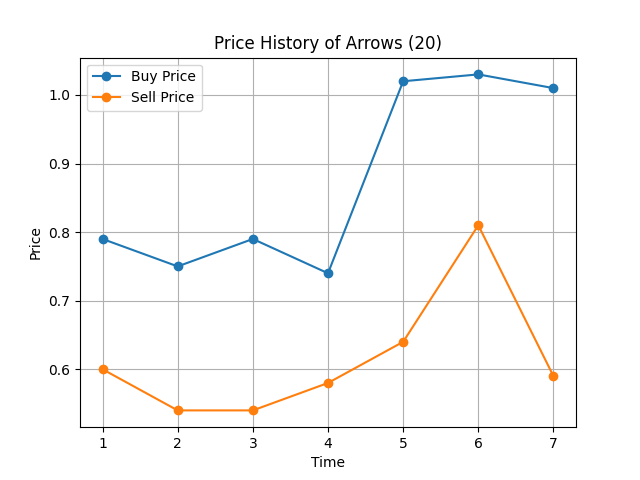 Price History of Arrows (20)
Buy Price
Sell Price
1.0
0.9
0.8
0.7
0.6
Price
1 2 3 4 5 6 7
Time